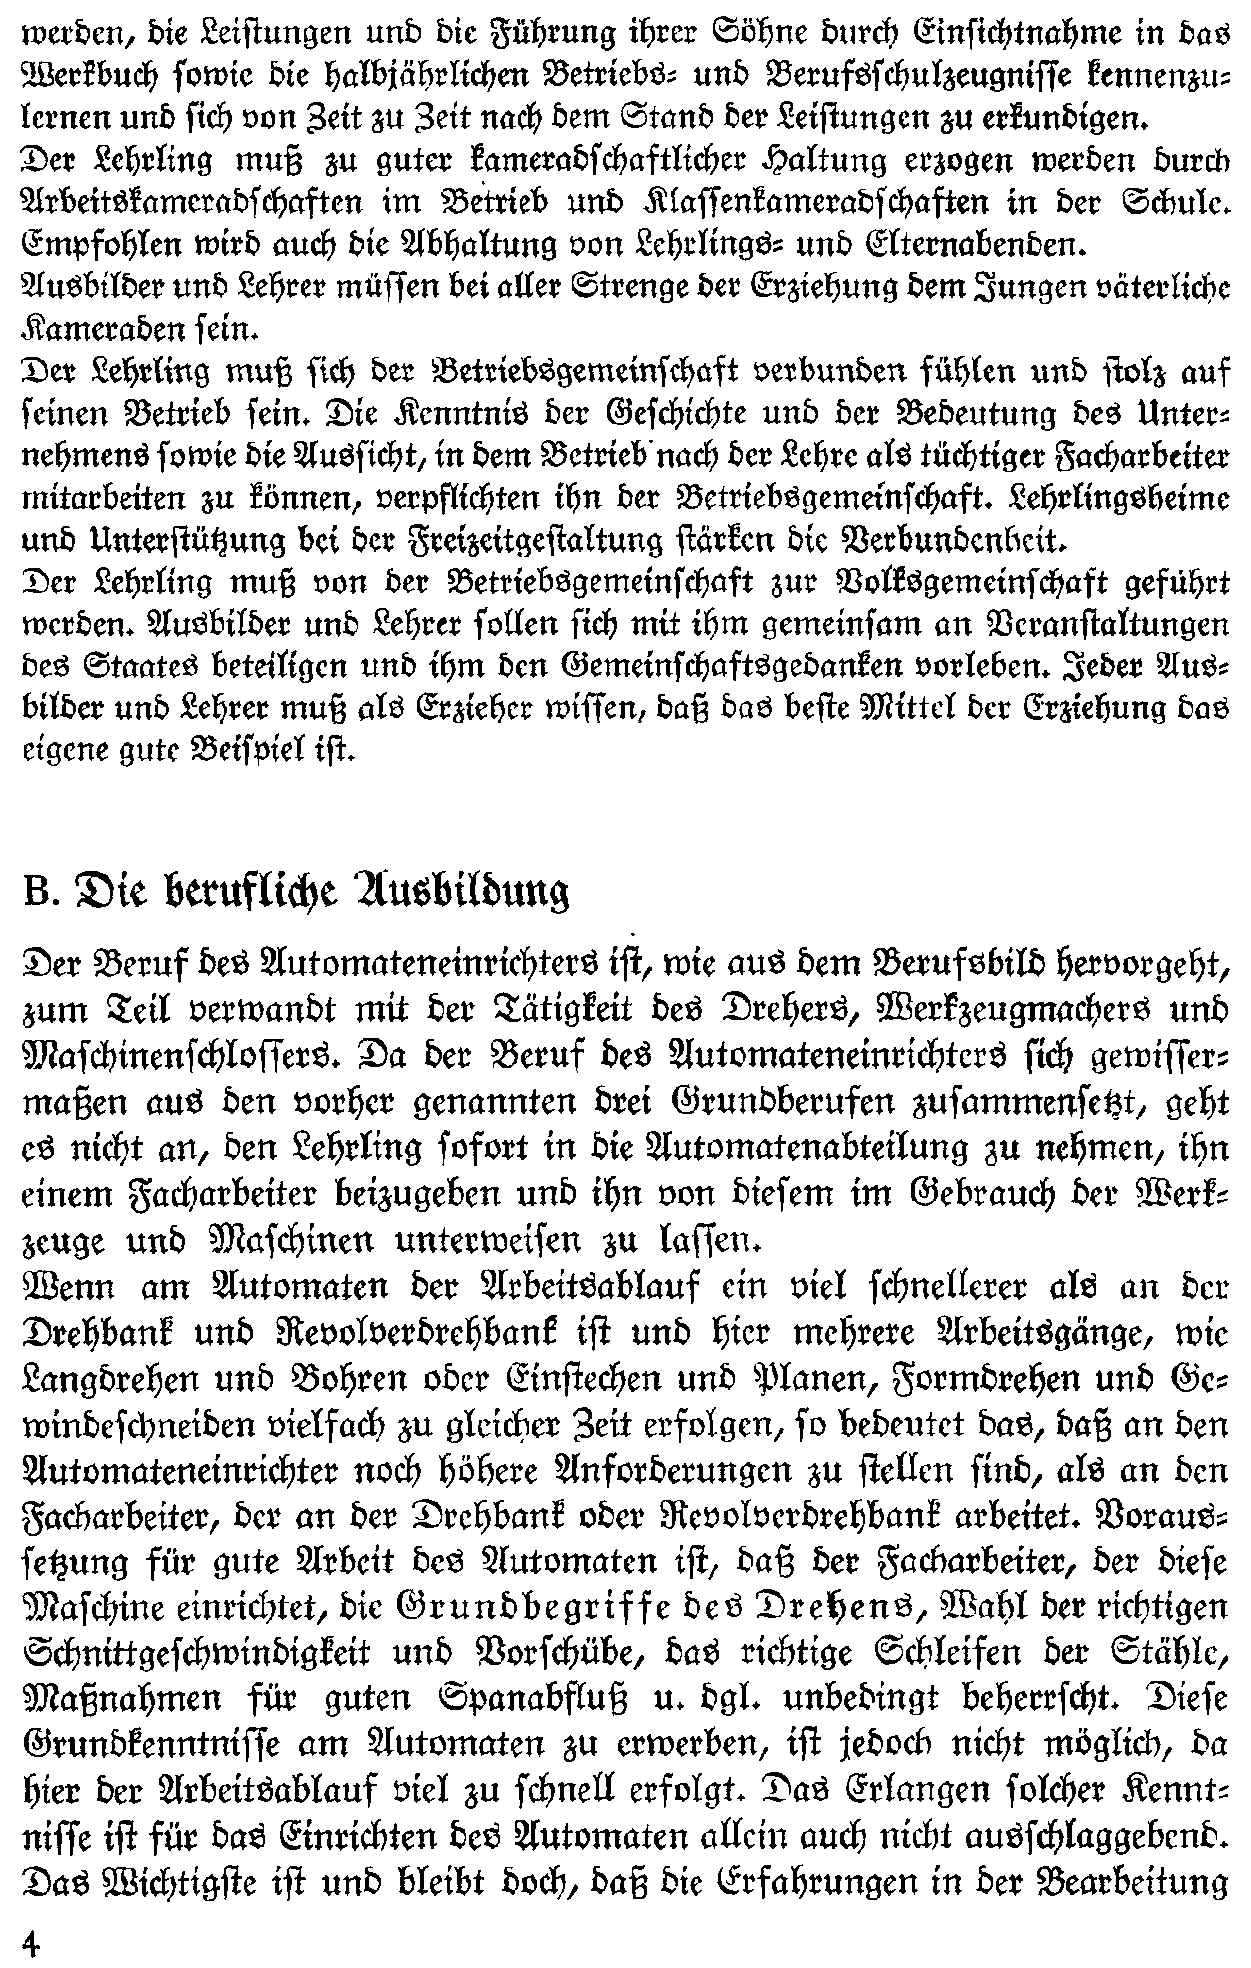 werden, die Leistungen und die Führung ihrer Söhne durch Einsichtnahme in das
Werkbuch sowie die halbjährlichen Betriebs- und Berufsschulzeugnisse kennenzu-
lernen und sich von Zeit zu Zeit nach dem Stand der Leistungen zu erkundigen.
Der Lehrling muß zu guter kameradschaftlicher Haltung erzogen werden durch
Arbeitskameradschaften im Betrieb und Klassenkameradschaften in der Schule.
Empfohlen wird auch die Abhaltung von Lehrlings- und Elternabenden.
Ausbilder und Lehrer müssen bei aller Strenge der Erziehung dem Jungen väterliche
Kameraden sein.
Der Lehrling muß sich der Betriebsgemeinschaft verbunden fühlen und stolz auf
seinen Betrieb sein. Die Kenntnis der Geschichte und der Bedeutung des Unter-
nehmens sowie die Aussicht, in dem Betrieb nach der Lehre als tüchtiger Facharbeiter
mitarbeiten zu können, verpflichten ihn der Betriebsgemeinschaft. Lehrlingsheime
und Unterstützung bei der Freizeitgestaltung stärken die Verbundenheit.
Der Lehrling muß von der Betriebsgemeinschaft zur Volksgemeinschaft geführt
werden. Ausbilder und Lehrer sollen sich mit ihm gemeinsam an Veranstaltungen
des Staates beteiligen und ihm den Gemeinschaftsgedanken vorleben. Jeder Aus-
bilder und Lehrer muß als Erzieher wissen, daß das beste Mittel der Erziehung das
eigene gute Beispiel ist.
B. Die berufliche Ausbildung
Der Beruf des Automateneinrichters ist, wie aus dem Berufsbild hervorgeht,
zum Teil verwandt mit der Tätigkeit des Drehers, Werkzeugmachers und
Maschinenschlossers. Da der Beruf des Automateneinrichters sich gewisser-
maßen aus den vorher genannten drei Grundberufen zusammensetzt, geht
es nicht an, den Lehrling sofort in die Automatenabteilung zu nehmen, ihn
einem Facharbeiter beizugeben und ihn von diesem im Gebrauch der Werk-
zeuge und Maschinen unterweisen zu lassen.
Wenn am Automaten der Arbeitsablauf ein viel schnellerer als an der
Drehbank und Revolverdrehbank ist und hier mehrere Arbeitsgänge, wie
Langdrehen und Bohren oder Einstechen und Planen, Formdrehen und Ge-
windeschneiden vielfach zu gleicher Zeit erfolgen, so bedeutet das, daß an den
Automateneinrichter noch höhere Anforderungen zu stellen sind, als an den
Facharbeiter, der an der Drehbank oder Revolverdrehbank arbeitet. Voraus-
setzung für gute Arbeit des Automaten ist, daß der Facharbeiter, der diese
Maschine einrichtet, die Grundbegriffe des Drehens, Wahl der richtigen
Schnittgeschwindigkeit und Vorschübe, das richtige Schleifen der Stähle,
Maßnahmen für guten Spanabfluß u. dgl. unbedingt beherrscht. Diese
Grundkenntnisse am Automaten zu erwerben, ist jedoch nicht möglich, da
hier der Arbeitsablauf viel zu schnell erfolgt. Das Erlangen solcher Kennt-
nisse ist für das Einrichten des Automaten allein auch nicht ausschlaggebend.
Das Wichtigste ist und bleibt doch, daß die Erfahrungen in der Bearbeitung
4